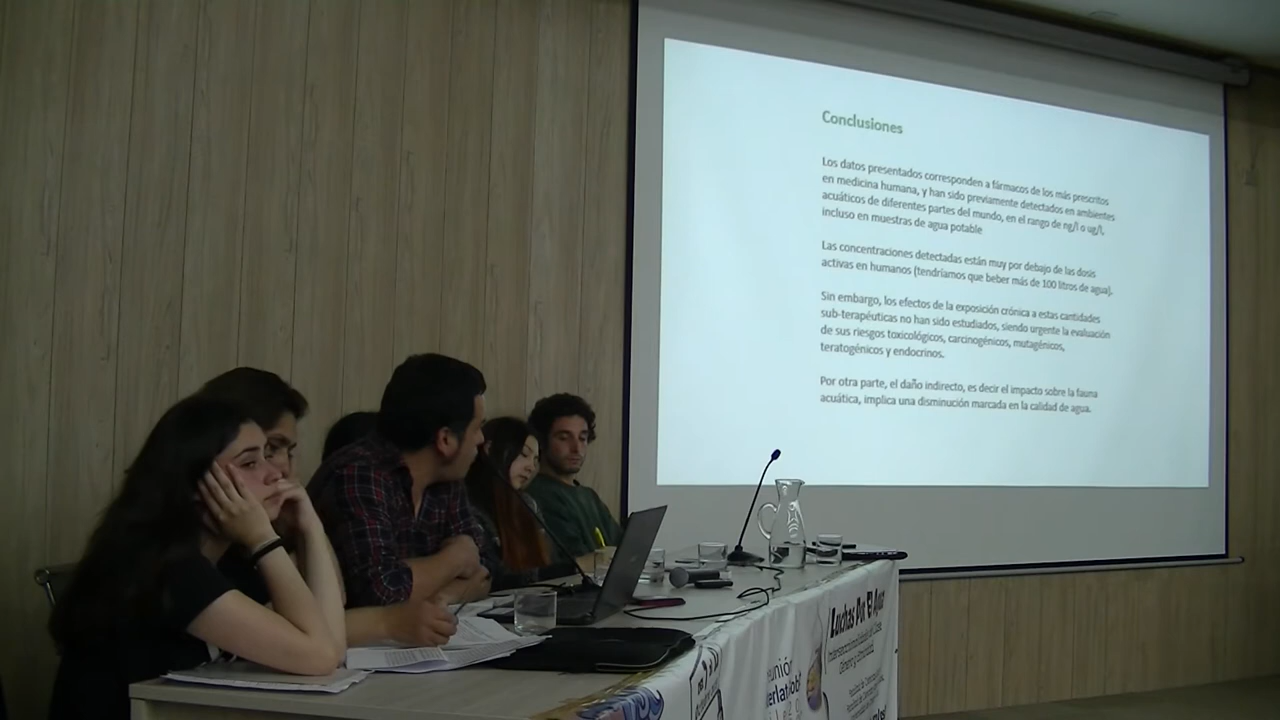 Conclusiones
Los datos presentados corresponden a fármacos de los más prescritos
en medicina humana, y han sido previamente detectados en ambientes
acuáticos de diferentes partes del mundo, en el rango de ng/l o ug/l,
incluso en muestras de agua potable
Las concentraciones detectadas están muy por debajo de las dosis
activas en humanos (tendríamos que beber más de 100 litros de agua).
Sin embargo, los efectos de la exposición crónica a estas cantidades
sub-terapéuticas no han sido estudiados, siendo urgente la evaluación
de sus riesgos toxicológicos, carcinogénicos, mutagénicos,
teratogénicos y endocrinos.
Por otra parte, el daño indirecto, es decir el impacto sobre la fauna
acuática, implica una disminución marcada en la calidad de agua.
Luchas Por El Agua